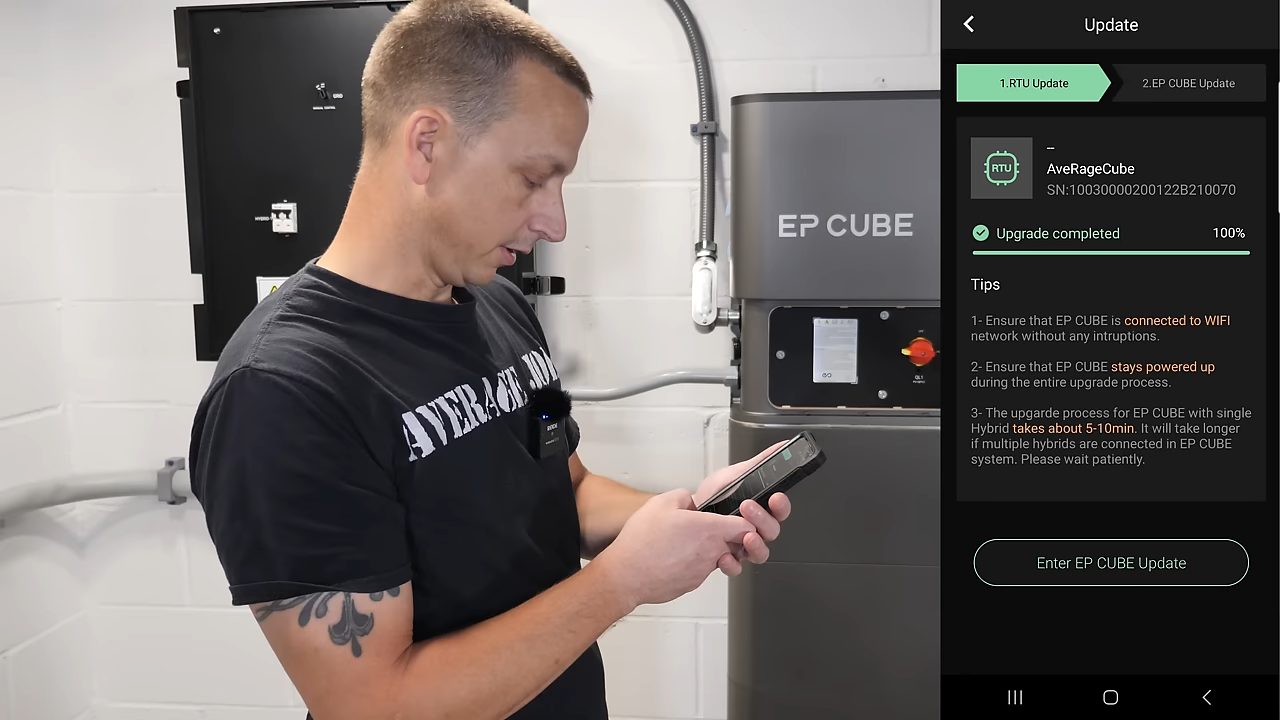 EP CUBE
AVERAGE JOE
Update
1.RTU Update
2.EP CUBE Update
RTU
--
AveRageCube
SN:10030000200122B210070
Upgrade completed
100%
Tips
1- Ensure that EP CUBE is connected to WIFI
network without any intruptions.
2- Ensure that EP CUBE stays powered up
during the entire upgrade process.
3- The upgarde process for EP CUBE with single
Hybrid takes about 5-10min. It will take longer
if multiple hybrids are connected in EP CUBE
system. Please wait patiently.
Enter EP CUBE Update